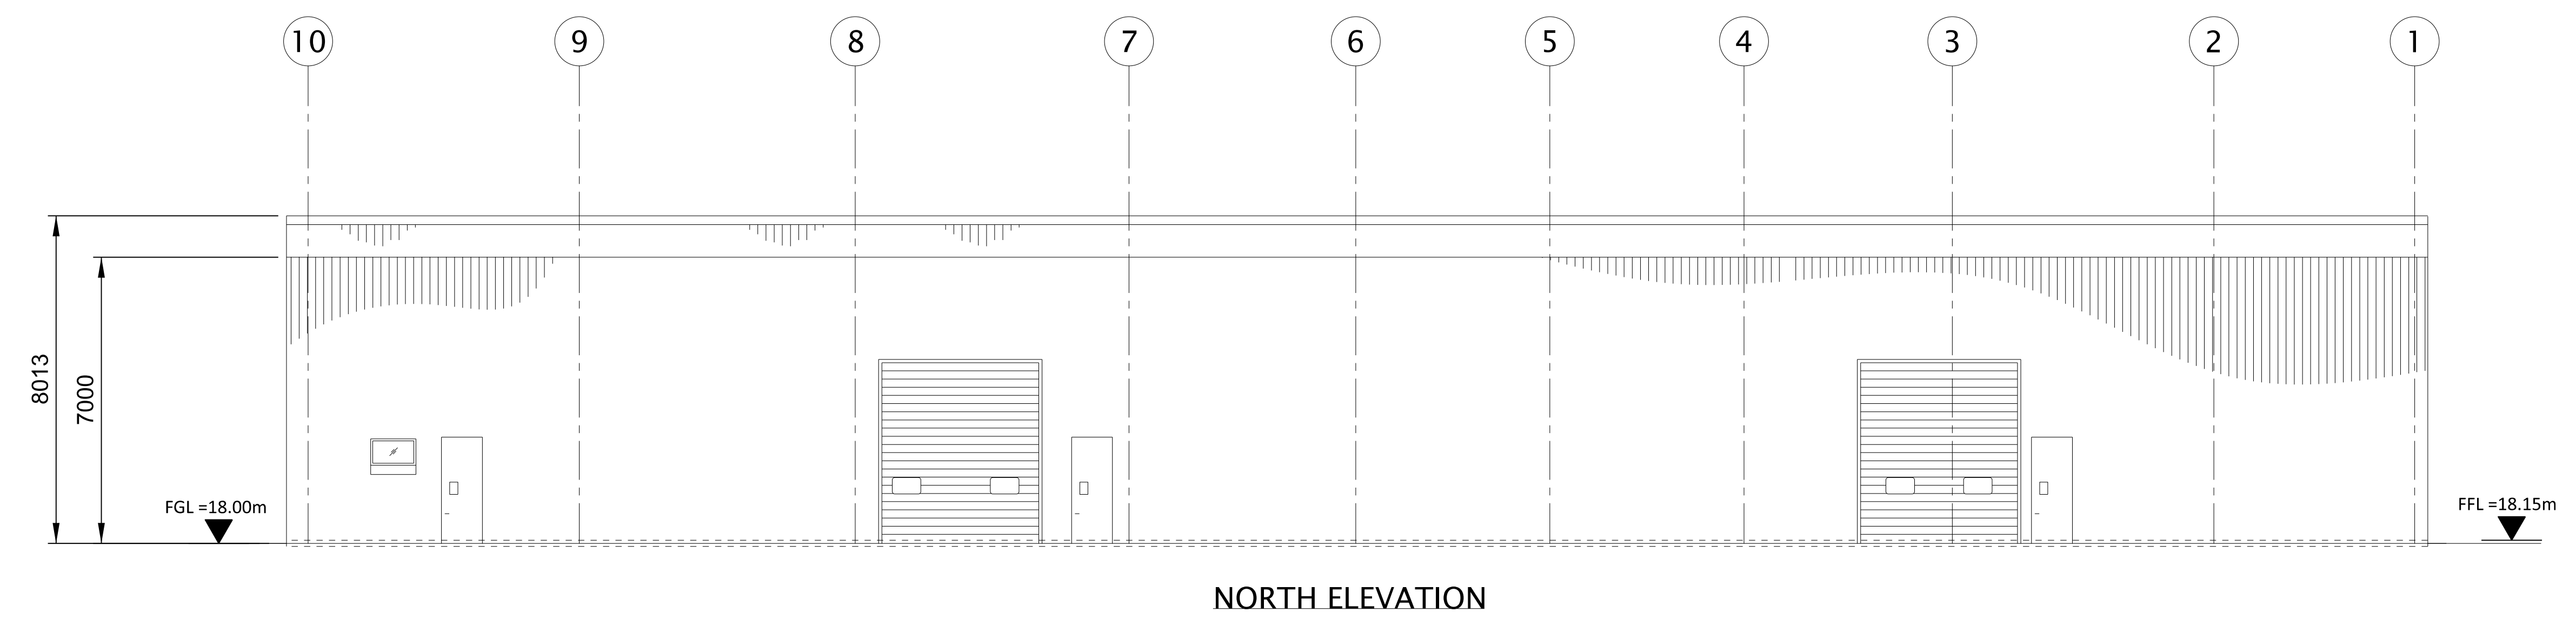 10 9 8 7 6 5 4 3 2 1
8013
7000
FGL =18.00m
FFL =18.15m
NORTH ELEVATION